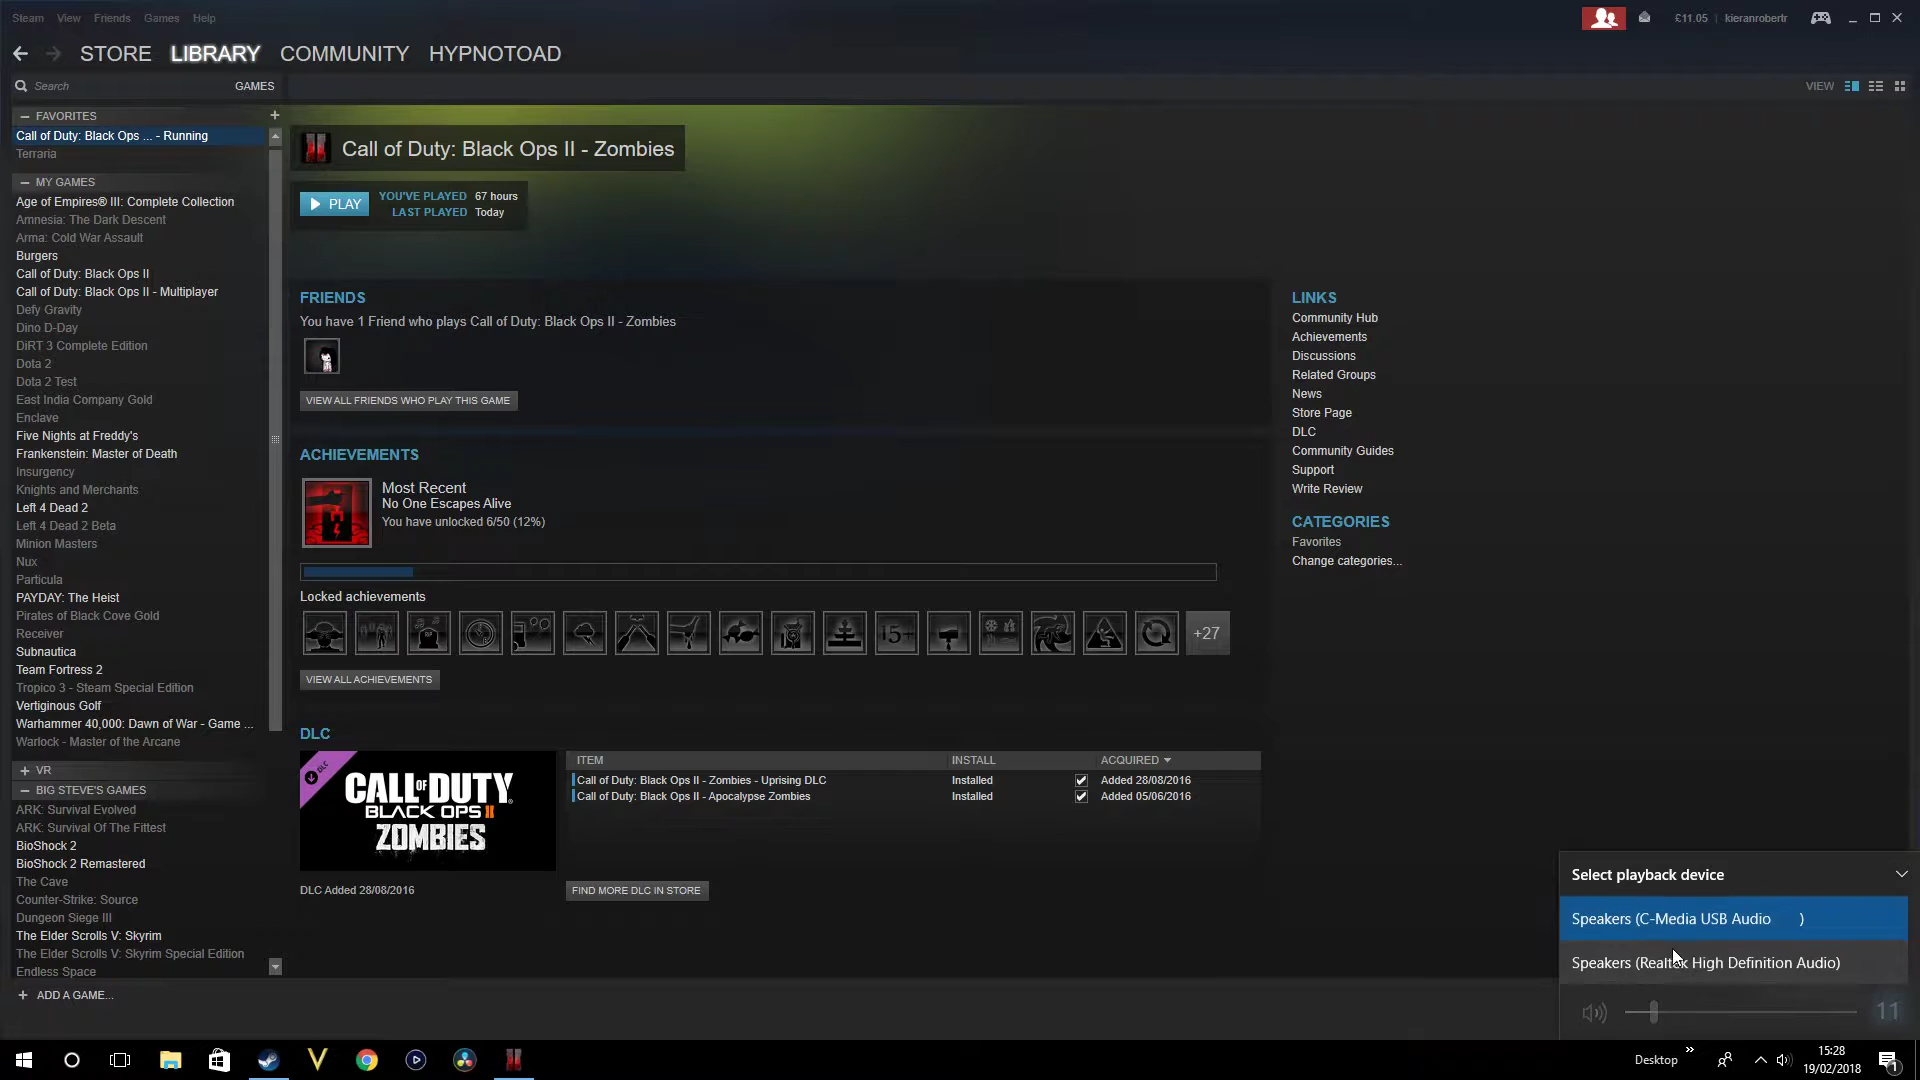 Steam View Friends Games Help
£11.05 | kieranrobertr
STORE LIBRARY COMMUNITY HYPNOTOAD
Search GAMES
VIEW
— FAVORITES +
Call of Duty: Black Ops ... - Running
Terraria
— MY GAMES
Age of Empires® III: Complete Collection
Amnesia: The Dark Descent
Arma: Cold War Assault
Burgers
Call of Duty: Black Ops II
Call of Duty: Black Ops II - Multiplayer
Defy Gravity
Dino D-Day
DiRT 3 Complete Edition
Dota 2
Dota 2 Test
East India Company Gold
Enclave
Five Nights at Freddy's
Frankenstein: Master of Death
Insurgency
Knights and Merchants
Left 4 Dead 2
Left 4 Dead 2 Beta
Minion Masters
Nux
Particula
PAYDAY: The Heist
Pirates of Black Cove Gold
Receiver
Subnautica
Team Fortress 2
Tropico 3 - Steam Special Edition
Vertiginous Golf
Warhammer 40,000: Dawn of War - Game ...
Warlock - Master of the Arcane
+ VR
— BIG STEVE'S GAMES
ARK: Survival Evolved
ARK: Survival Of The Fittest
BioShock 2
BioShock 2 Remastered
The Cave
Counter-Strike: Source
Dungeon Siege III
The Elder Scrolls V: Skyrim
The Elder Scrolls V: Skyrim Special Edition
Endless Space
+ ADD A GAME...
Call of Duty: Black Ops II - Zombies
PLAY
YOU'VE PLAYED 67 hours
LAST PLAYED Today
FRIENDS
You have 1 Friend who plays Call of Duty: Black Ops II - Zombies
VIEW ALL FRIENDS WHO PLAY THIS GAME
ACHIEVEMENTS
Most Recent
No One Escapes Alive
You have unlocked 6/50 (12%)
Locked achievements
15+
+27
VIEW ALL ACHIEVEMENTS
DLC
DLC
CALL OF DUTY
BLACK OPS II
ZOMBIES
DLC Added 28/08/2016
ITEM INSTALL ACQUIRED
Call of Duty: Black Ops II - Zombies - Uprising DLC Installed Added 28/08/2016
Call of Duty: Black Ops II - Apocalypse Zombies Installed Added 05/06/2016
FIND MORE DLC IN STORE
LINKS
Community Hub
Achievements
Discussions
Related Groups
News
Store Page
DLC
Community Guides
Support
Write Review
CATEGORIES
Favorites
Change categories...
Select playback device
Speakers (C-Media USB Audio )
Speakers (Realtek High Definition Audio)
11
Desktop »
15:28
19/02/2018
1